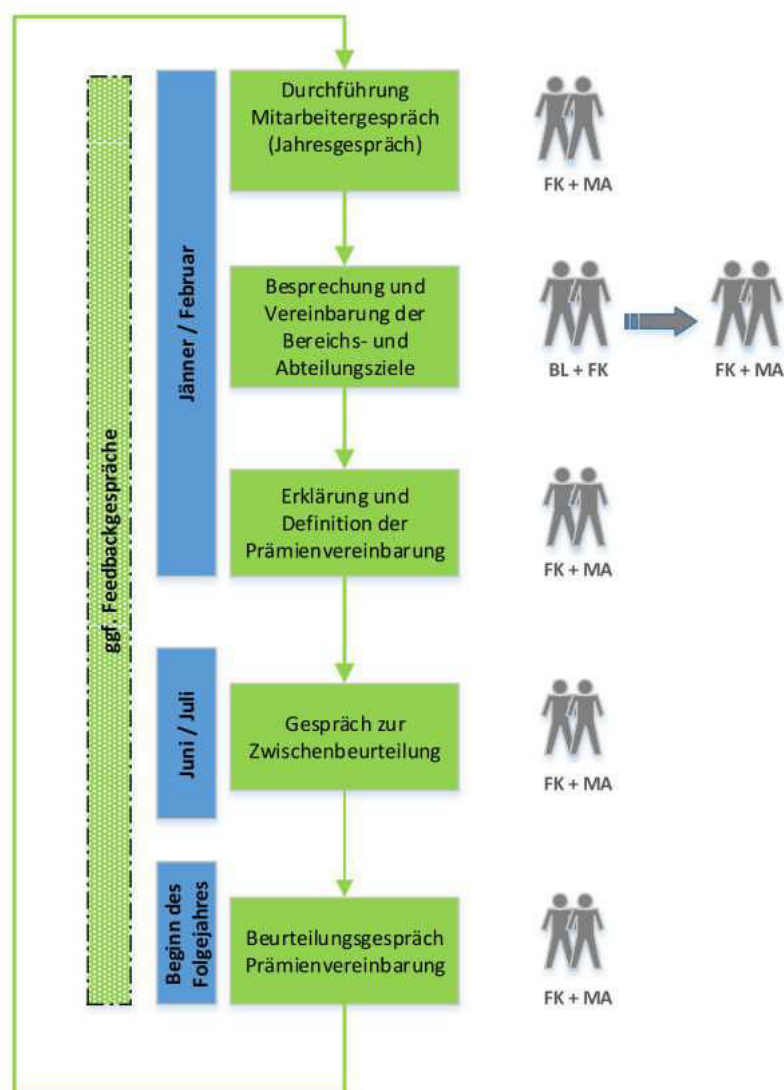 Durchführung
Mitarbeitergespräch
(Jahresgespräch)
FK + MA
Jänner / Februar
Besprechung und
Vereinbarung der
Bereichs- und
Abteilungsziele
BL + FK
FK + MA
ggf. Feedbackgespräche
Erklärung und
Definition der
Prämienvereinbarung
FK + MA
Juni / Juli
Gespräch zur
Zwischenbeurteilung
FK + MA
Beginn des
Folgejahres
Beurteilungsgespräch
Prämienvereinbarung
FK + MA